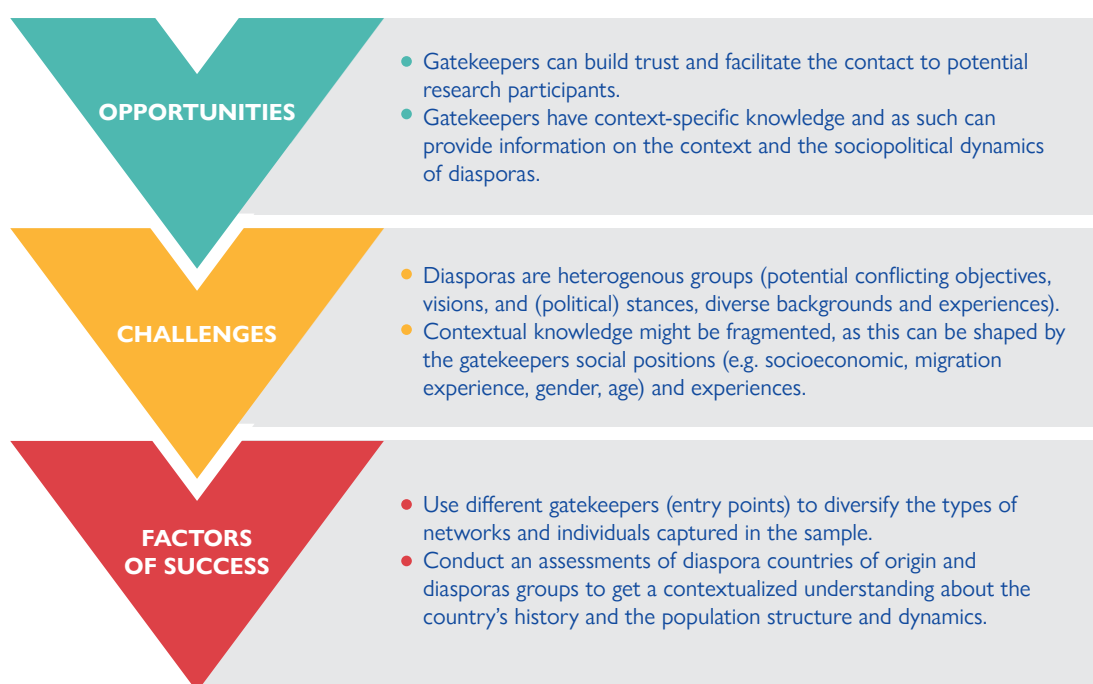 OPPORTUNITIES
• Gatekeepers can build trust and facilitate the contact to potential
research participants.
• Gatekeepers have context-specific knowledge and as such can
provide information on the context and the sociopolitical dynamics
of diasporas.
CHALLENGES
• Diasporas are heterogenous groups (potential conflicting objectives,
visions, and (political) stances, diverse backgrounds and experiences).
• Contextual knowledge might be fragmented, as this can be shaped by
the gatekeepers social positions (e.g. socioeconomic, migration
experience, gender, age) and experiences.
FACTORS
OF SUCCESS
• Use different gatekeepers (entry points) to diversify the types of
networks and individuals captured in the sample.
• Conduct an assessments of diaspora countries of origin and
diasporas groups to get a contextualized understanding about the
country’s history and the population structure and dynamics.